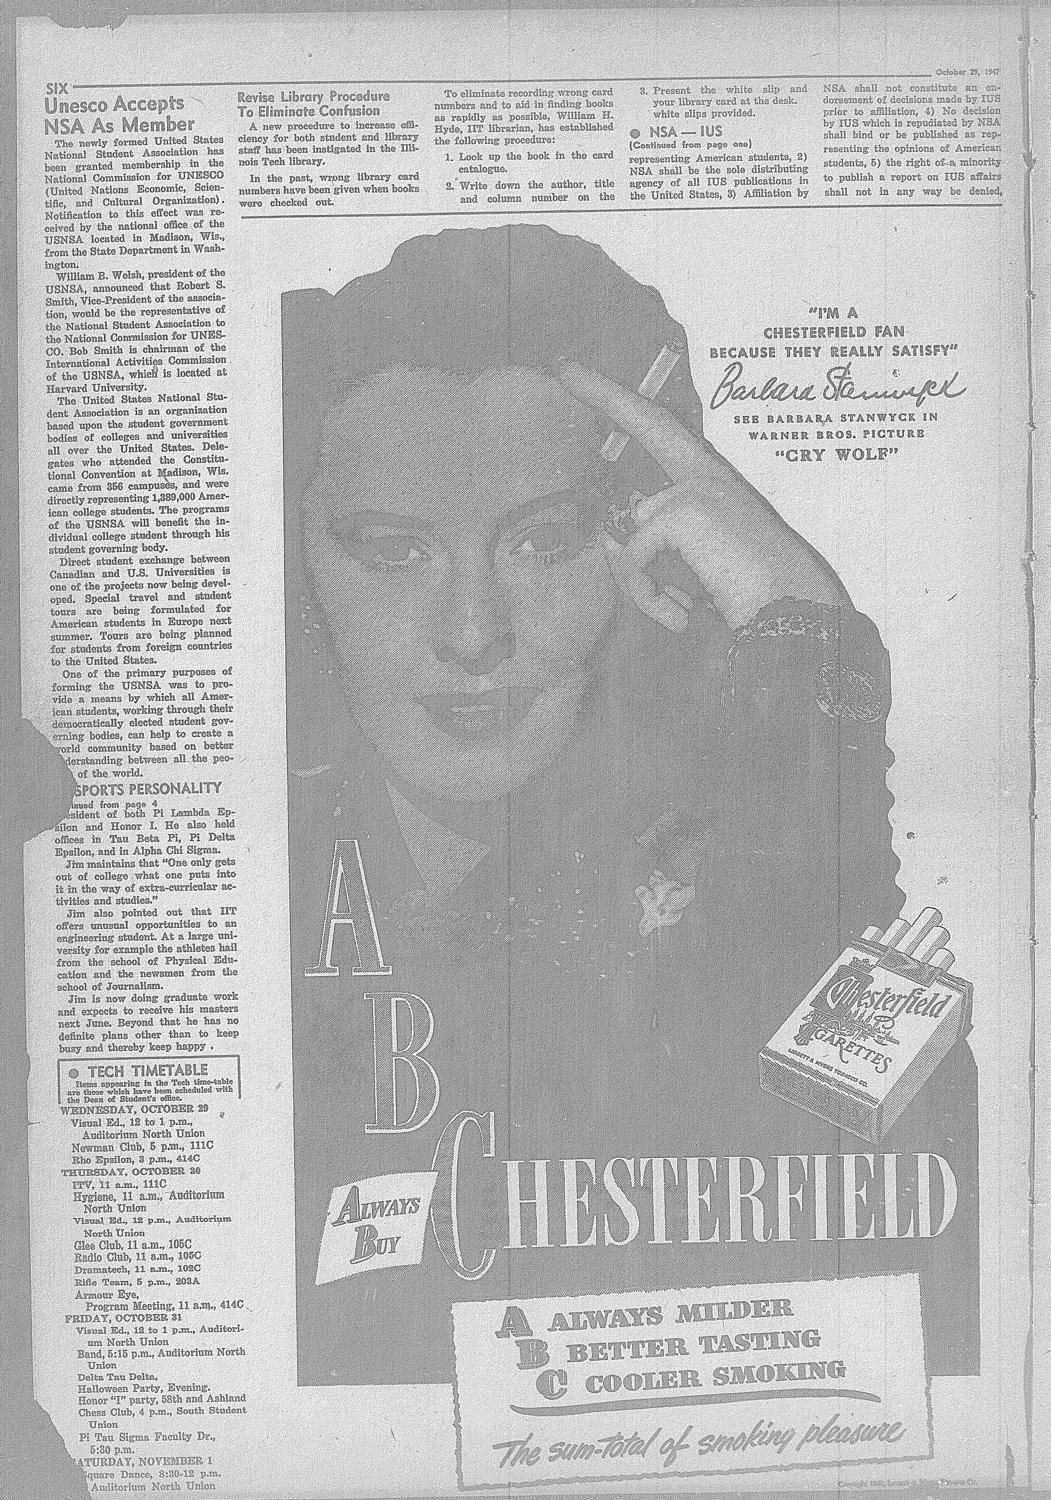 SIX
October 29, 1947
Unesco Accepts
NSA As Member
The newly formed United States
National Student Association has
been granted membership in the
National Commission for UNESCO
(United Nations Economic, Scien-
tific, and Cultural Organization).
Notification to this effect was re-
ceived by the national office of the
USNSA located in Madison, Wis.,
from the State Department in Wash-
ington.
William B. Welsh, president of the
USNSA, announced that Robert S.
Smith, Vice-President of the associa-
tion, would be the representative of
the National Student Association to
the National Commission for UNES-
CO. Bob Smith is chairman of the
International Activities Commission
of the USNSA, which is located at
Harvard University.
The United States National Stu-
dent Association is an organization
based upon the student government
bodies of colleges and universities
all over the United States. Dele-
gates who attended the Constitu-
tional Convention at Madison, Wis.
came from 356 campuses, and were
directly representing 1,389,000 Amer-
ican college students. The programs
of the USNSA will benefit the in-
dividual college student through his
student governing body.
Direct student exchange between
Canadian and U.S. Universities is
one of the projects now being devel-
oped. Special travel and student
tours are being formulated for
American students in Europe next
summer. Tours are being planned
for students from foreign countries
to the United States.
One of the primary purposes of
forming the USNSA was to pro-
vide a means by which all Amer-
ican students, working through their
democratically elected student gov-
erning bodies, can help to create a
world community based on better
derstanding between all the peo-
of the world.
SPORTS PERSONALITY
inued from page 4
esident of both Pi Lambda Ep-
silon and Honor I. He also held
offices in Tau Beta Pi, Pi Delta
Epsilon, and in Alpha Chi Sigma.
Jim maintains that "One only gets
out of college what one puts into
it in the way of extra-curricular ac-
tivities and studies."
Jim also pointed out that IIT
offers unusual opportunities to an
engineering student. At a large uni-
versity for example the athletes hail
from the school of Physical Edu-
cation and the newsmen from the
school of Journalism.
Jim is now doing graduate work
and expects to receive his masters
next June. Beyond that he has no
definite plans other than to keep
busy and thereby keep happy .
● TECH TIMETABLE
Items appearing in the Tech time-table
are those which have been scheduled with
the Dean of Student's office.
WEDNESDAY, OCTOBER 29
Visual Ed., 12 to 1 p.m.,
Auditorium North Union
Newman Club, 5 p.m., 111C
Rho Epsilon, 3 p.m., 414C
THURSDAY, OCTOBER 30
ITV, 11 a.m., 111C
Hygiene, 11 a.m., Auditorium
North Union
Visual Ed., 12 p.m., Auditorium
North Union
Glee Club, 11 a.m., 105C
Radio Club, 11 a.m., 106C
Dramatech, 11 a.m., 102C
Rifle Team, 5 p.m., 203A
Armour Eye,
Program Meeting, 11 a.m., 414C
FRIDAY, OCTOBER 31
Visual Ed., 12 to 1 p.m., Auditori-
um North Union
Band, 5:15 p.m., Auditorium North
Union
Delta Tau Delta,
Halloween Party, Evening.
Honor "I" party, 58th and Ashland
Chess Club, 4 p.m., South Student
Union
Pi Tau Sigma Faculty Dr.,
5:30 p.m.
ATURDAY, NOVEMBER 1
quare Dance, 8:30-12 p.m.
Auditorium North Union
Revise Library Procedure
To Eliminate Confusion
A new procedure to increase effi-
ciency for both student and library
staff has been instigated in the Illi-
nois Tech library.
In the past, wrong library card
numbers have been given when books
were checked out.
To eliminate recording wrong card
numbers and to aid in finding books
as rapidly as possible, William H.
Hyde, IIT librarian, has established
the following procedure:
1. Look up the book in the card
catalogue.
2. Write down the author, title
and column number on the
3. Present the white slip and
your library card at the desk.
white slips provided.
● NSA — IUS
(Continued from page one)
representing American students, 2)
NSA shall be the sole distributing
agency of all IUS publications in
the United States, 3) Affiliation by
NSA shall not constitute an en-
dorsement of decisions made by IUS
prior to affiliation, 4) No decision
by IUS which is repudiated by NSA
shall bind or be published as rep-
resenting the opinions of American
students, 5) the right of a minority
to publish a report on IUS affairs
shall not in any way be denied,
"I'M A
CHESTERFIELD FAN
BECAUSE THEY REALLY SATISFY"
Barbara Stanwyck
SEE BARBARA STANWYCK IN
WARNER BROS. PICTURE
"CRY WOLF"
Chesterfield
CIGARETTES
LIGGETT & MYERS TOBACCO CO.
A
B
CHESTERFIELD
ALWAYS
BUY
A ALWAYS MILDER
B BETTER TASTING
C COOLER SMOKING
The sum-total of smoking pleasure